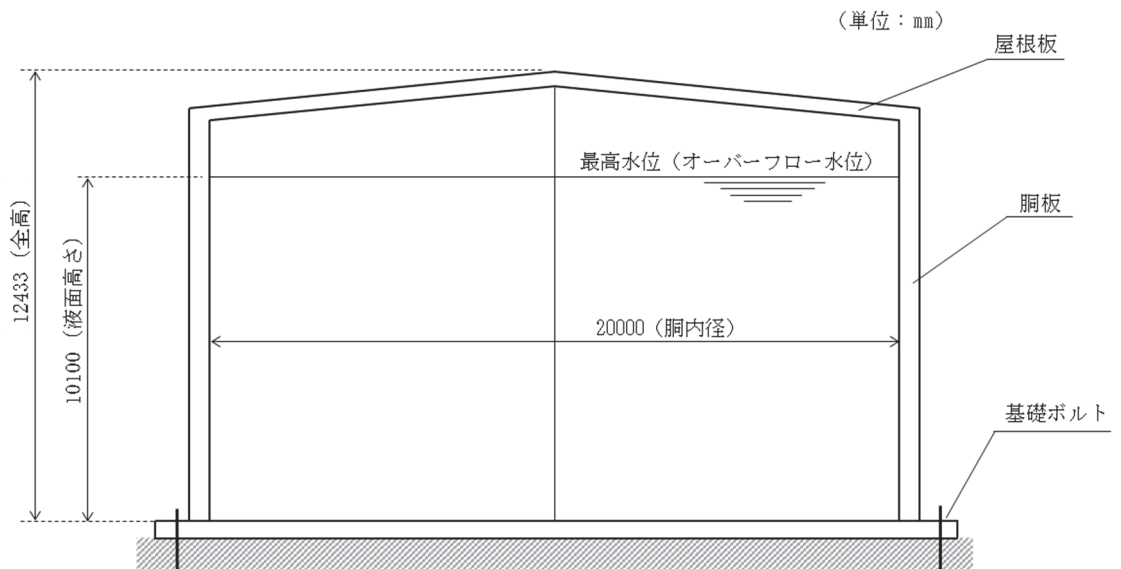 （単位：mm）
屋根板
最高水位（オーバーフロー水位）
胴板
12433（全高）
10100（液面高さ）
20000（胴内径）
基礎ボルト